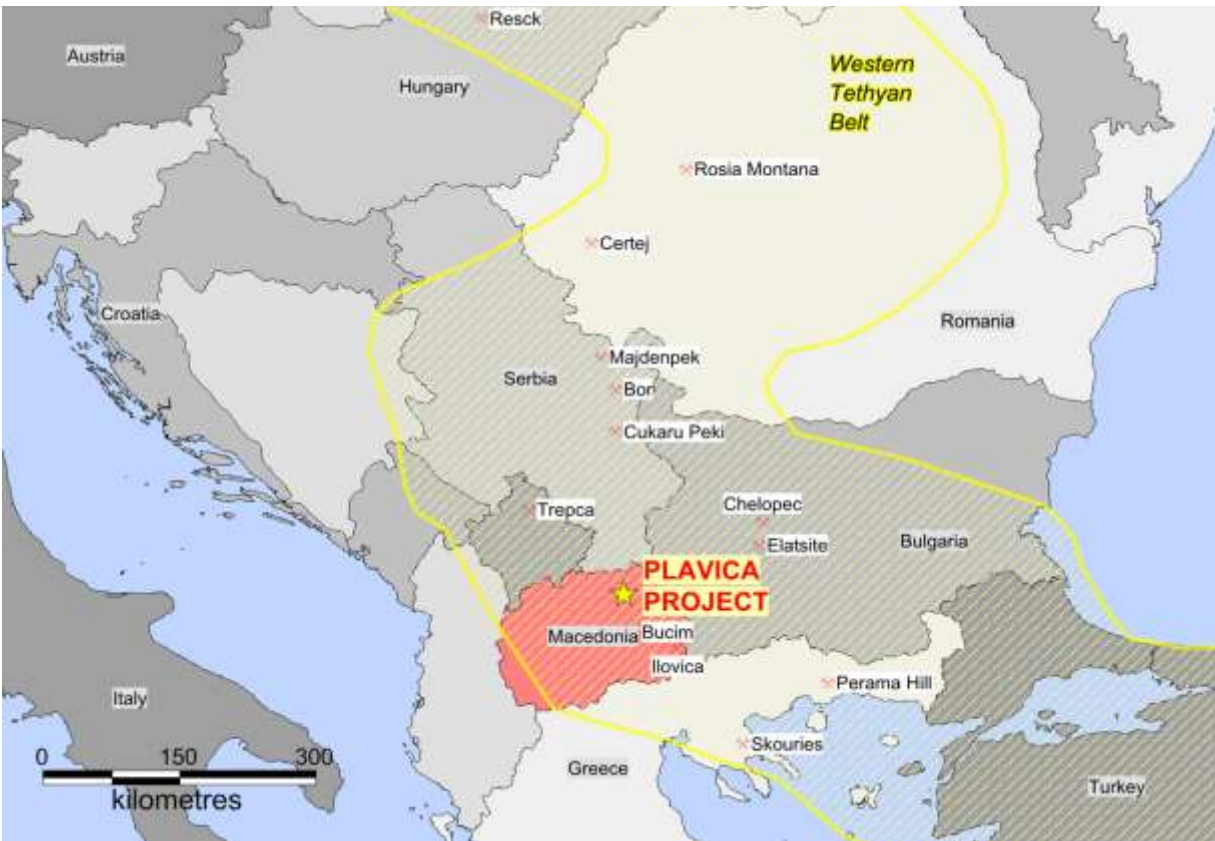 Resck
Austria
Hungary
Western
Tethyan
Belt
Rosia Montana
Certej
Croatia
Romania
Majdenpek
Serbia
Bor
Cukaru Peki
Trepca
Chelopec
Elatsite
Bulgaria
PLAVICA
PROJECT
Macedonia
Bucim
Ilovica
Perama Hill
Italy
Skouries
0 150 300
kilometres
Greece
Turkey